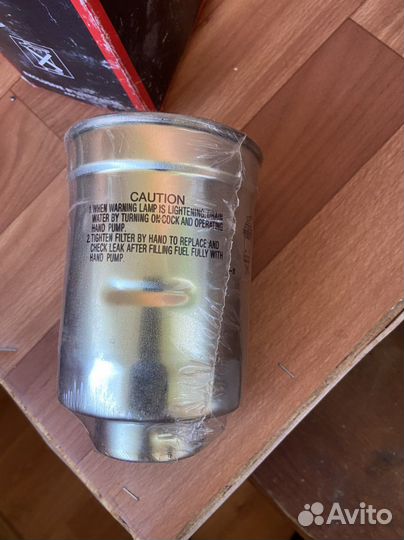 CAUTION
1.WHEN WARNING LAMP IS LIGHTENING, DRAIN
WATER BY TURNING ON COCK AND OPERATING
HAND PUMP.
2.TIGHTEN FILTER BY HAND TO REPLACE AND
CHECK LEAK AFTER FILLING FUEL FULLY WITH
HAND PUMP.
Avito